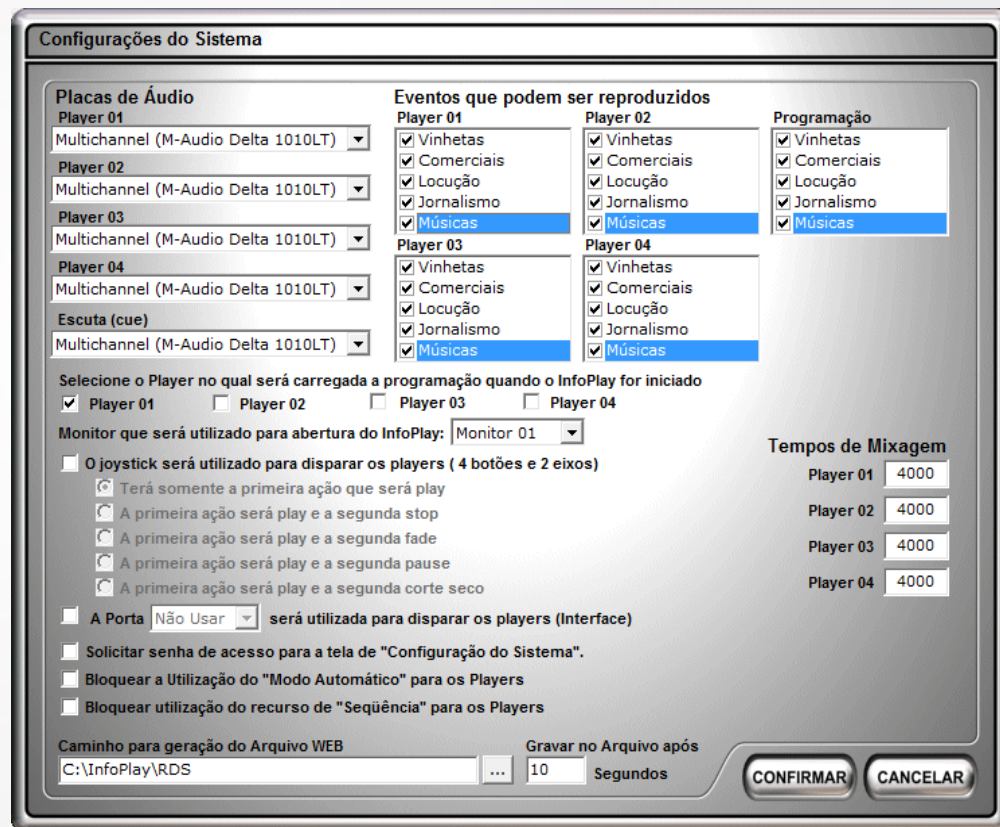 Configurações do Sistema
Placas de Áudio
Player 01
Multichannel (M-Audio Delta 1010LT)
Player 02
Multichannel (M-Audio Delta 1010LT)
Player 03
Multichannel (M-Audio Delta 1010LT)
Player 04
Multichannel (M-Audio Delta 1010LT)
Escuta (cue)
Multichannel (M-Audio Delta 1010LT)
Eventos que podem ser reproduzidos
Player 01
Vinhetas
Comerciais
Locução
Jornalismo
Músicas
Player 02
Vinhetas
Comerciais
Locução
Jornalismo
Músicas
Programação
Vinhetas
Comerciais
Locução
Jornalismo
Músicas
Player 03
Vinhetas
Comerciais
Locução
Jornalismo
Músicas
Player 04
Vinhetas
Comerciais
Locução
Jornalismo
Músicas
Selecione o Player no qual será carregada a programação quando o InfoPlay for iniciado
Player 01 Player 02 Player 03 Player 04
Monitor que será utilizado para abertura do InfoPlay: Monitor 01
O joystick será utilizado para disparar os players ( 4 botões e 2 eixos)
Terá somente a primeira ação que será play
A primeira ação será play e a segunda stop
A primeira ação será play e a segunda fade
A primeira ação será play e a segunda pause
A primeira ação será play e a segunda corte seco
A Porta Não Usar será utilizada para disparar os players (Interface)
Solicitar senha de acesso para a tela de "Configuração do Sistema".
Bloquear a Utilização do "Modo Automático" para os Players
Bloquear utilização do recurso de "Seqüência" para os Players
Tempos de Mixagem
Player 01 4000
Player 02 4000
Player 03 4000
Player 04 4000
Caminho para geração do Arquivo WEB
C:\InfoPlay\RDS ...
Gravar no Arquivo após
10 Segundos
CONFIRMAR CANCELAR